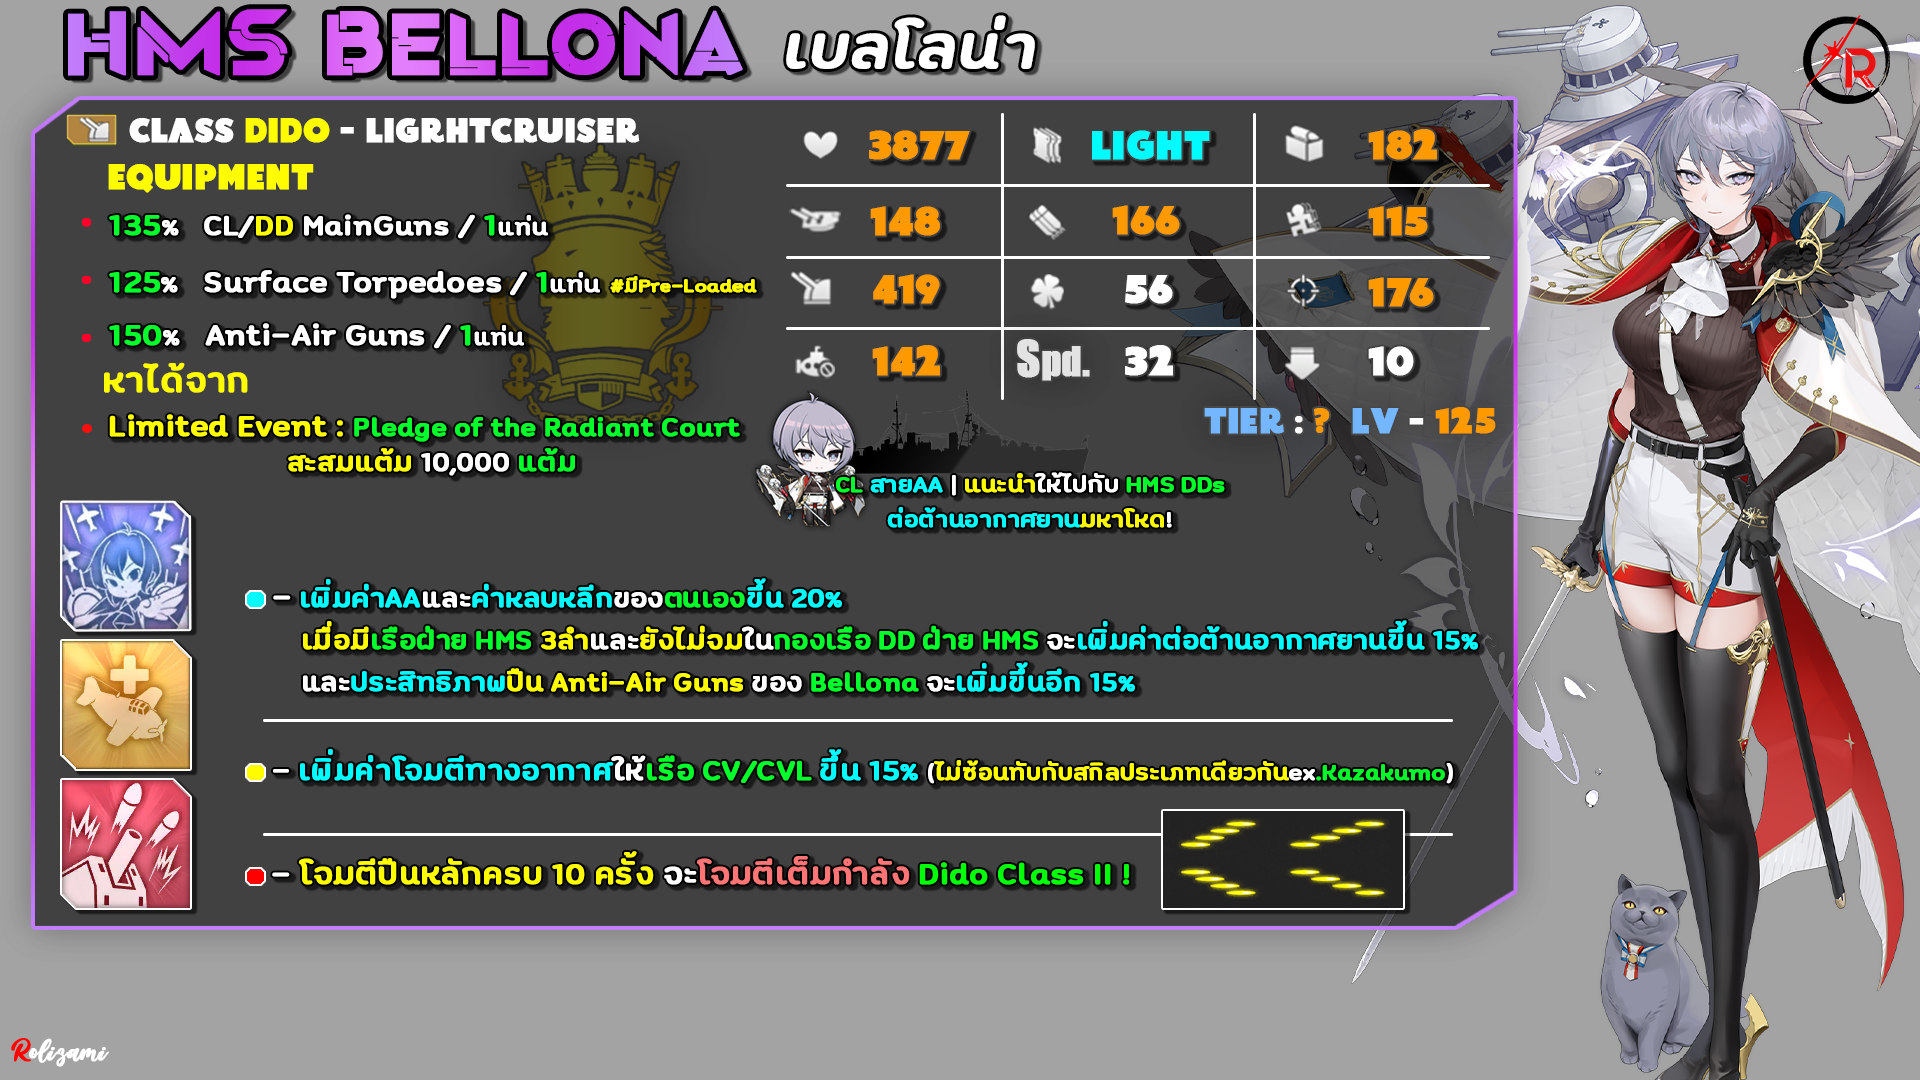 HMS BELLONA เบลโลน่า
R
CLASS DIDO - LIGRHTCRUISER
EQUIPMENT
135% CL/DD MainGuns / 1แท่น
125% Surface Torpedoes / 1แท่น #มีPre-Loaded
150% Anti-Air Guns / 1แท่น
หาได้จาก
Limited Event : Pledge of the Radiant Court
สะสมแต้ม 10,000 แต้ม
3877 LIGHT 182
148 166 115
419 56 176
142 Spd. 32 10
TIER : ? LV - 125
CL สายAA | แนะนำให้ไปกับ HMS DDs
ต่อต้านอากาศยานมหาโหด!
- เพิ่มค่าAAและค่าหลบหลีกของตนเองขึ้น 20%
เมื่อมีเรือฝ่าย HMS 3ลำและยังไม่จมในกองเรือ DD ฝ่าย HMS จะเพิ่มค่าต่อต้านอากาศยานขึ้น 15%
และประสิทธิภาพปืน Anti-Air Guns ของ Bellona จะเพิ่มขึ้นอีก 15%
- เพิ่มค่าโจมตีทางอากาศให้เรือ CV/CVL ขึ้น 15% (ไม่ซ้อนทับกับสกิลประเภทเดียวกันex.Kazakumo)
- โจมตีปืนหลักครบ 10 ครั้ง จะโจมตีเต็มกำลัง Dido Class II !
Rolizami